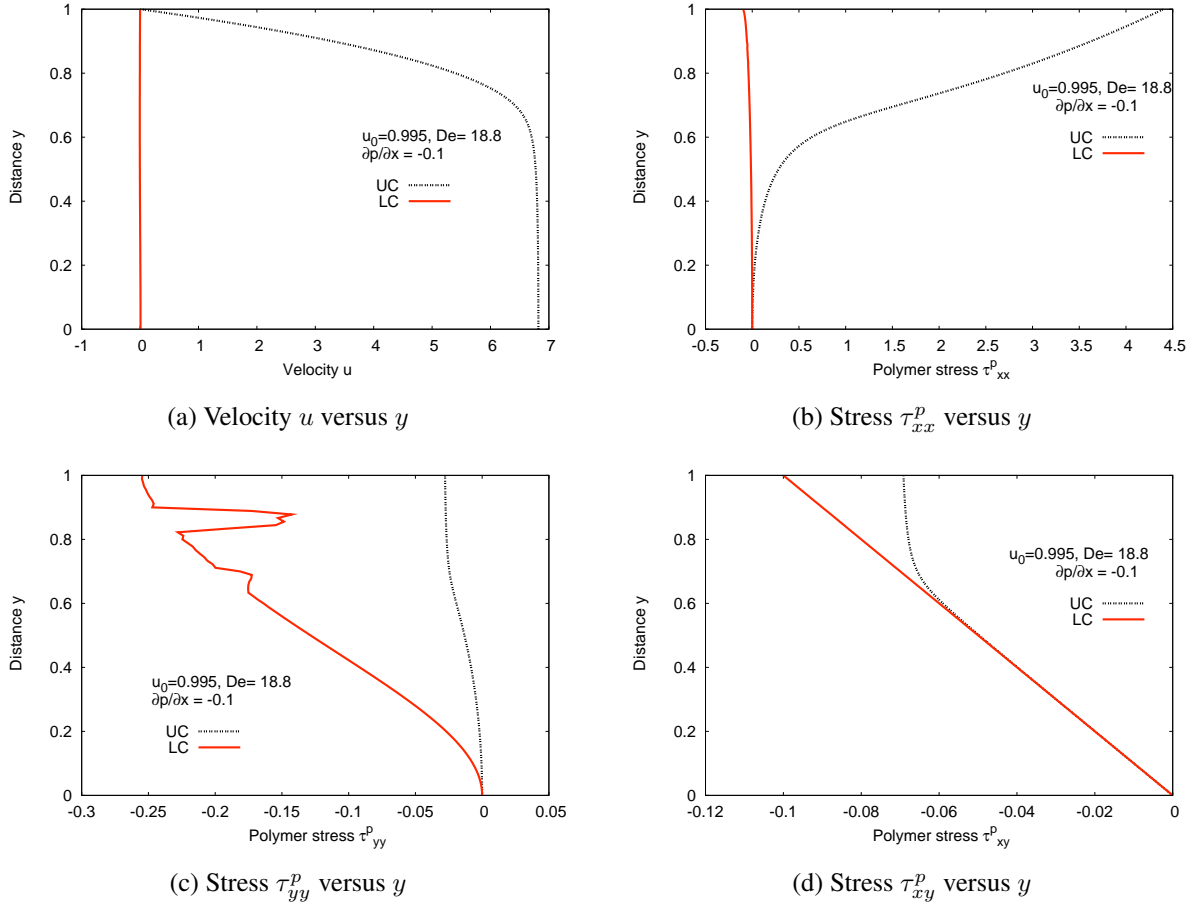 1
0.8
0.6
0.4
0.2
0
-1
0
1
2
3
4
5
6
7
Distance y
Velocity u
u0=0.995, De= 18.8
∂p/∂x = -0.1
UC
LC
(a) Velocity u versus y
1
0.8
0.6
0.4
0.2
0
-0.5
0
0.5
1
1.5
2
2.5
3
3.5
4
4.5
Distance y
Polymer stress τ^p_xx
u0=0.995, De= 18.8
∂p/∂x = -0.1
UC
LC
(b) Stress τ^p_xx versus y
1
0.8
0.6
0.4
0.2
0
-0.3
-0.25
-0.2
-0.15
-0.1
-0.05
0
0.05
Distance y
Polymer stress τ^p_yy
u0=0.995, De= 18.8
∂p/∂x = -0.1
UC
LC
(c) Stress τ^p_yy versus y
1
0.8
0.6
0.4
0.2
0
-0.12
-0.1
-0.08
-0.06
-0.04
-0.02
0
Distance y
Polymer stress τ^p_xy
u0=0.995, De= 18.8
∂p/∂x = -0.1
UC
LC
(d) Stress τ^p_xy versus y